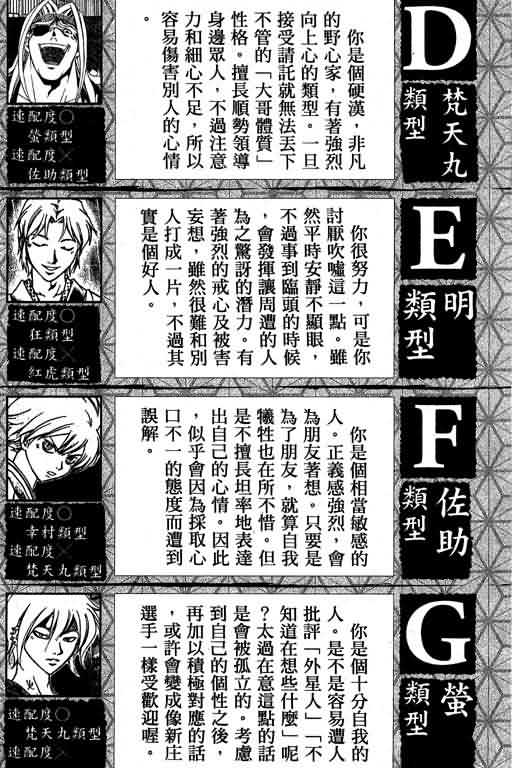 D
梵天丸
類型
你是個硬漢，非凡
的野心家，有著強烈
向上心的類型。一旦
接受請託就無法丟下
不管的「大哥體質」
性格。擅長順勢領導
身邊眾人，不過注意
力和細心不足，所以
容易傷害別人的心情
。
速配度○
螢類型
速配度×
佐助類型
E
明
類型
你很努力，可是你
討厭吹噓這一點。雖
然平時安靜不顯眼，
不過事到臨頭的時候
，會發揮讓周遭的人
為之驚訝的潛力。有
著強烈的戒心及被害
妄想，雖然很難和別
人打成一片，不過其
實是個好人。
速配度○
狂類型
速配度×
紅虎類型
F
佐助
類型
你是個相當敏感的
人。正義感強烈，會
為朋友著想。只要是
為了朋友，就算自我
犧牲也在所不惜。但
是不擅長坦率地表達
出自己的心情。因此
，似乎會因為採取心
口不一的態度而遭到
誤解。
速配度○
幸村類型
速配度×
梵天丸類型
G
螢
類型
你是個十分自我的
人。是不是容易遭人
批評「外星人」「不
知道在想些什麼」呢
？太過在意這點的話
是會被孤立的。考慮
到自己的個性之後，
再加以積極對應的話
，或許會變成像新庄
選手一樣受歡迎喔。
速配度○
梵天丸類型
速配度×